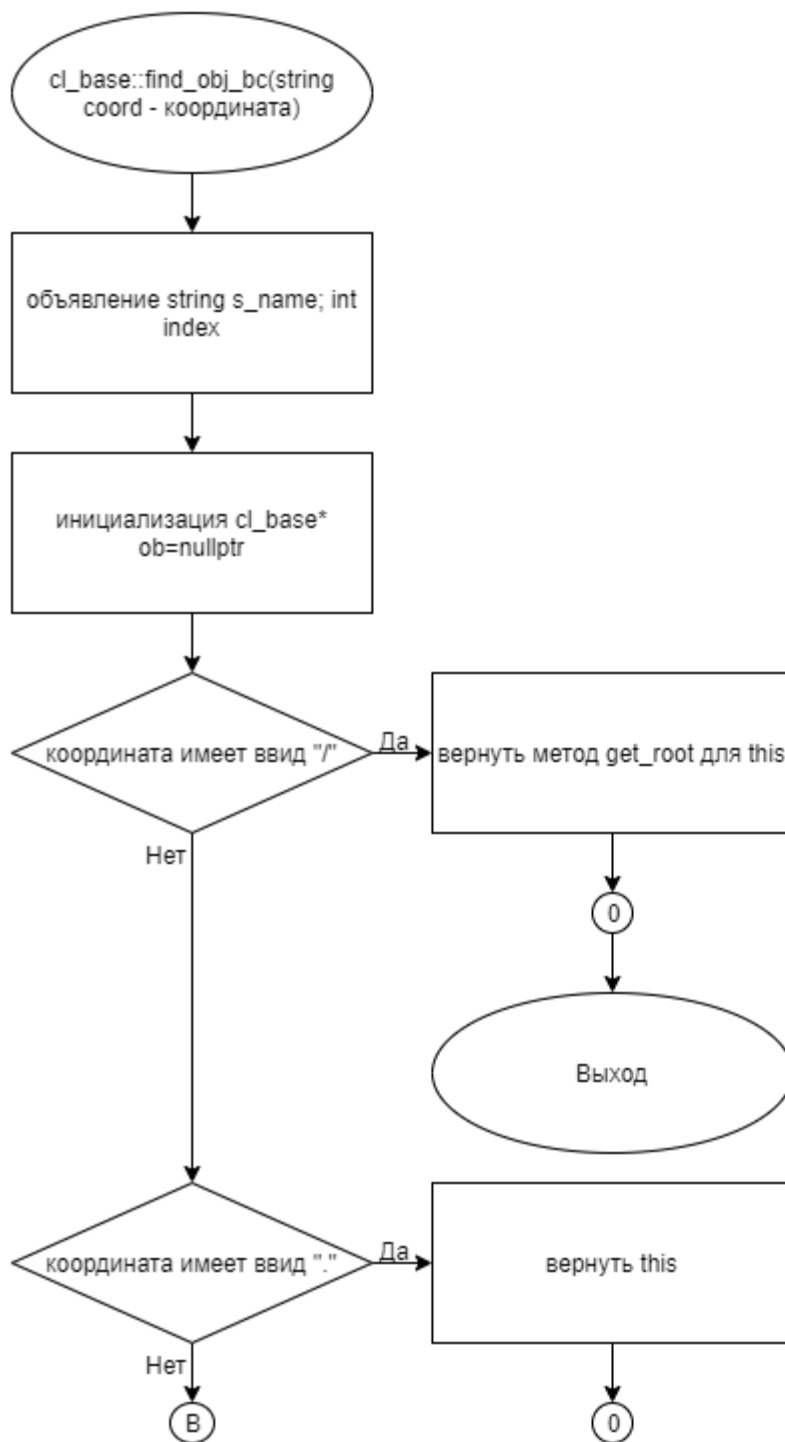 cl_base::find_obj_bc(string
coord - координата)
объявление string s_name; int
index
инициализация cl_base*
ob=nullptr
координата имеет ввид "/"
Да
вернуть метод get_root для this
Нет
0
Выход
координата имеет ввид "."
Да
вернуть this
Нет
B
0